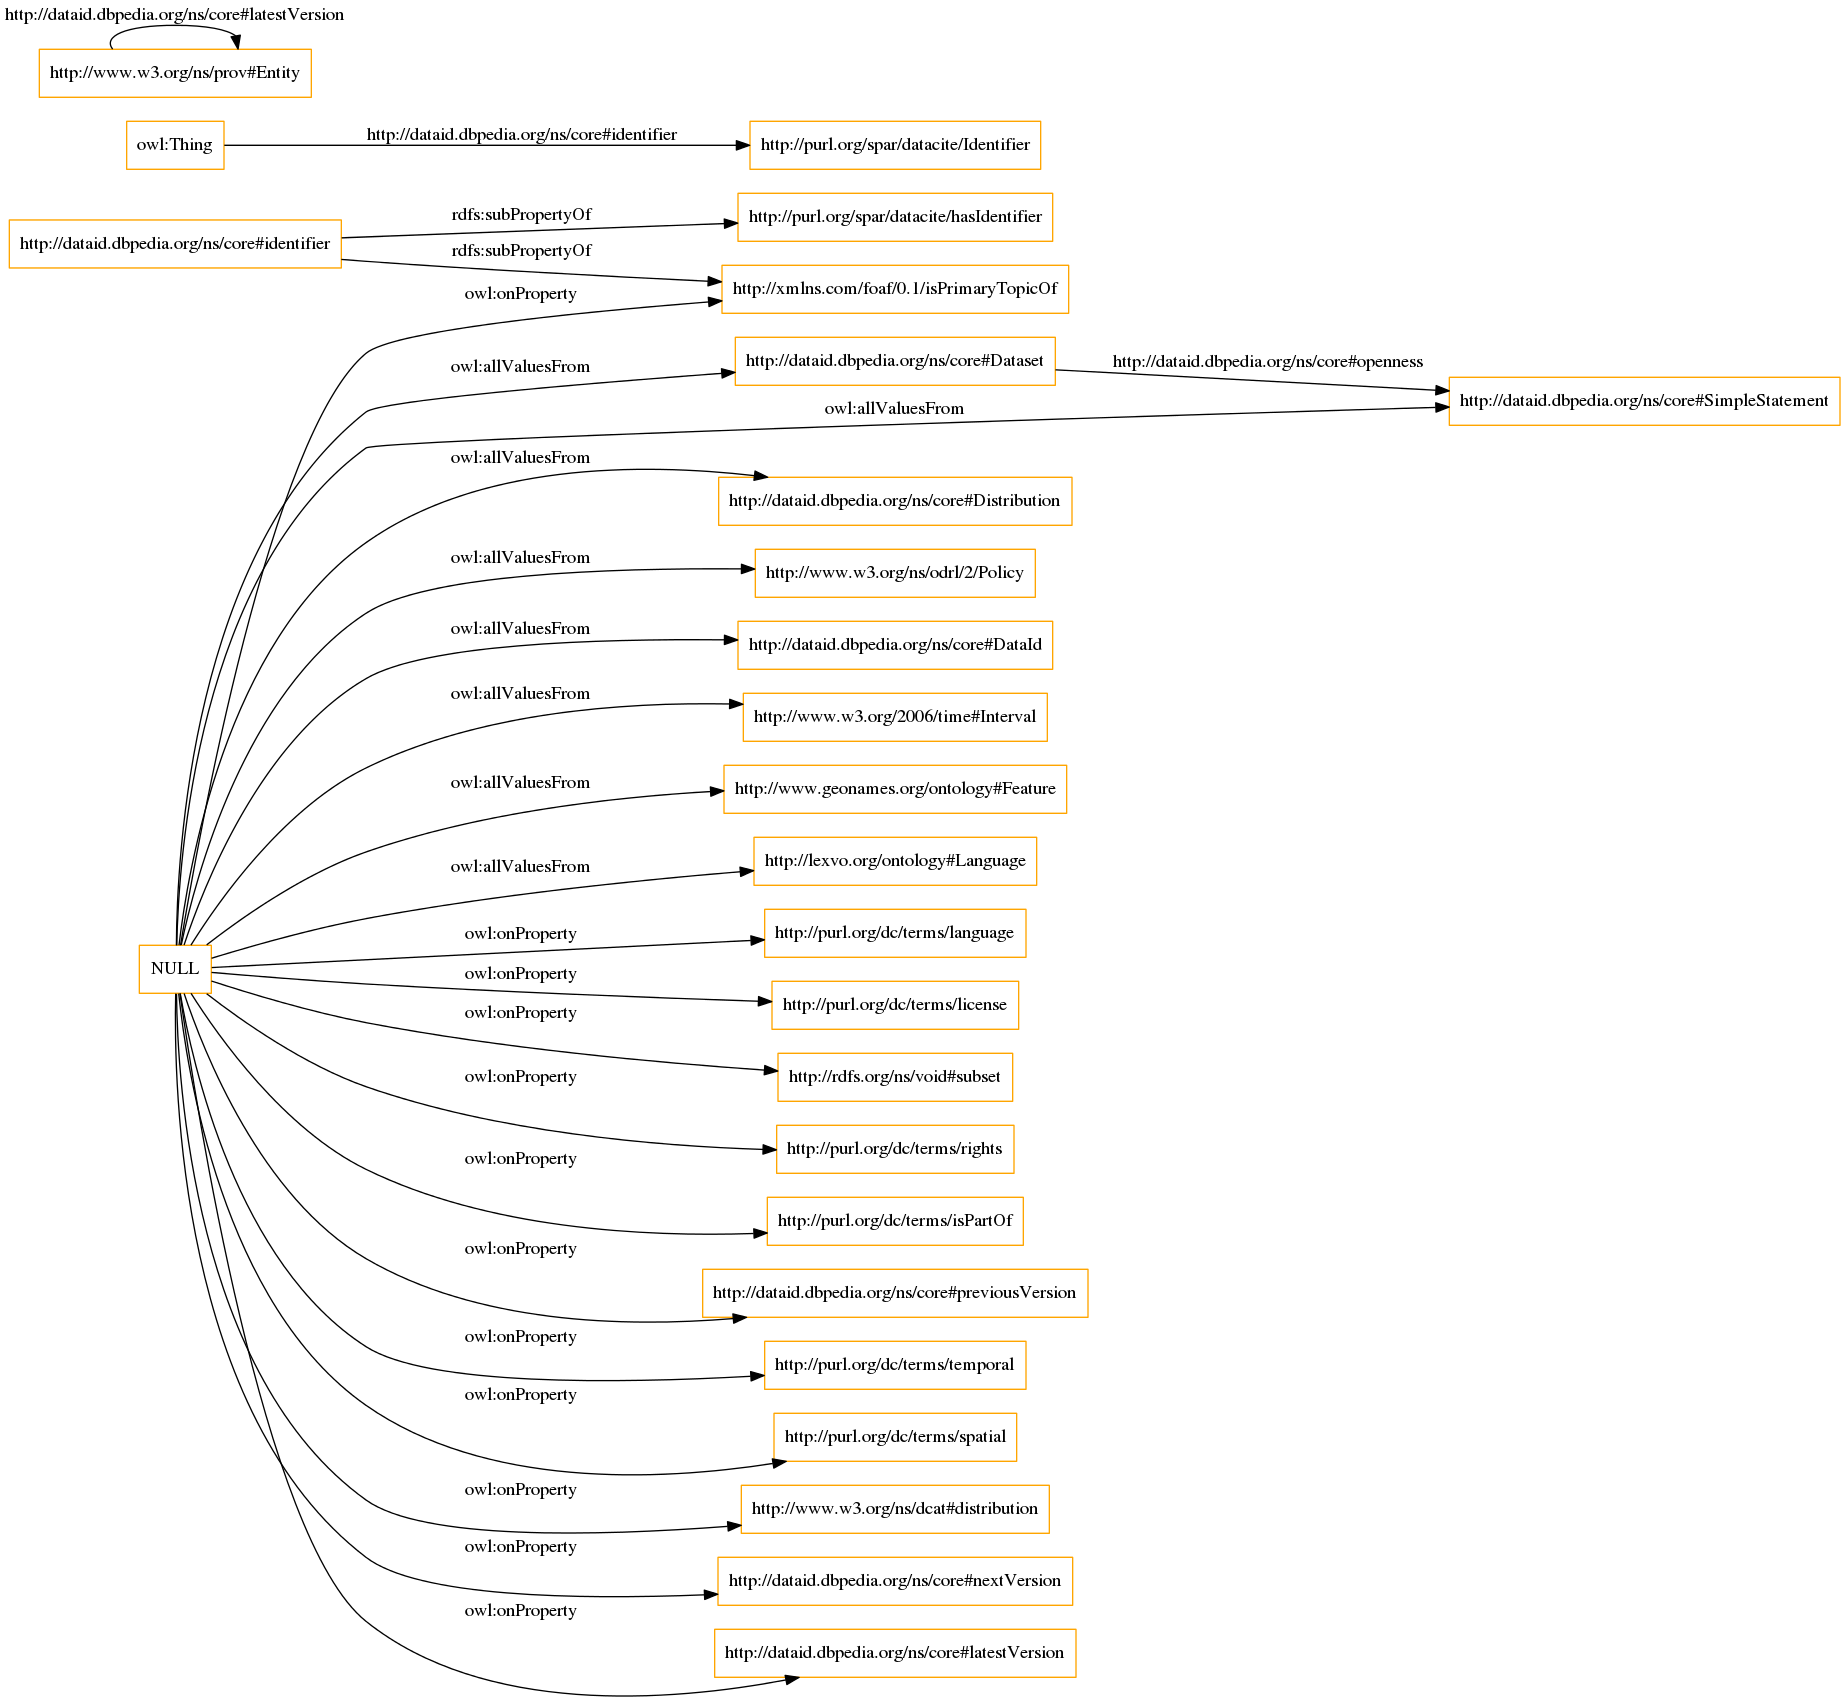 http://dataid.dbpedia.org/ns/core#latestVersion
http://www.w3.org/ns/prov#Entity
owl:Thing
http://dataid.dbpedia.org/ns/core#identifier
http://purl.org/spar/datacite/Identifier
http://dataid.dbpedia.org/ns/core#identifier
rdfs:subPropertyOf
http://purl.org/spar/datacite/hasIdentifier
rdfs:subPropertyOf
http://xmlns.com/foaf/0.1/isPrimaryTopicOf
owl:onProperty
owl:allValuesFrom
http://dataid.dbpedia.org/ns/core#Dataset
http://dataid.dbpedia.org/ns/core#openness
http://dataid.dbpedia.org/ns/core#SimpleStatement
owl:allValuesFrom
owl:allValuesFrom
http://dataid.dbpedia.org/ns/core#Distribution
owl:allValuesFrom
http://www.w3.org/ns/odrl/2/Policy
owl:allValuesFrom
http://dataid.dbpedia.org/ns/core#DataId
owl:allValuesFrom
http://www.w3.org/2006/time#Interval
owl:allValuesFrom
http://www.geonames.org/ontology#Feature
owl:allValuesFrom
http://lexvo.org/ontology#Language
NULL
owl:onProperty
http://purl.org/dc/terms/language
owl:onProperty
http://purl.org/dc/terms/license
owl:onProperty
http://rdfs.org/ns/void#subset
owl:onProperty
http://purl.org/dc/terms/rights
owl:onProperty
http://purl.org/dc/terms/isPartOf
owl:onProperty
http://dataid.dbpedia.org/ns/core#previousVersion
owl:onProperty
http://purl.org/dc/terms/temporal
owl:onProperty
http://purl.org/dc/terms/spatial
owl:onProperty
http://www.w3.org/ns/dcat#distribution
owl:onProperty
http://dataid.dbpedia.org/ns/core#nextVersion
owl:onProperty
http://dataid.dbpedia.org/ns/core#latestVersion